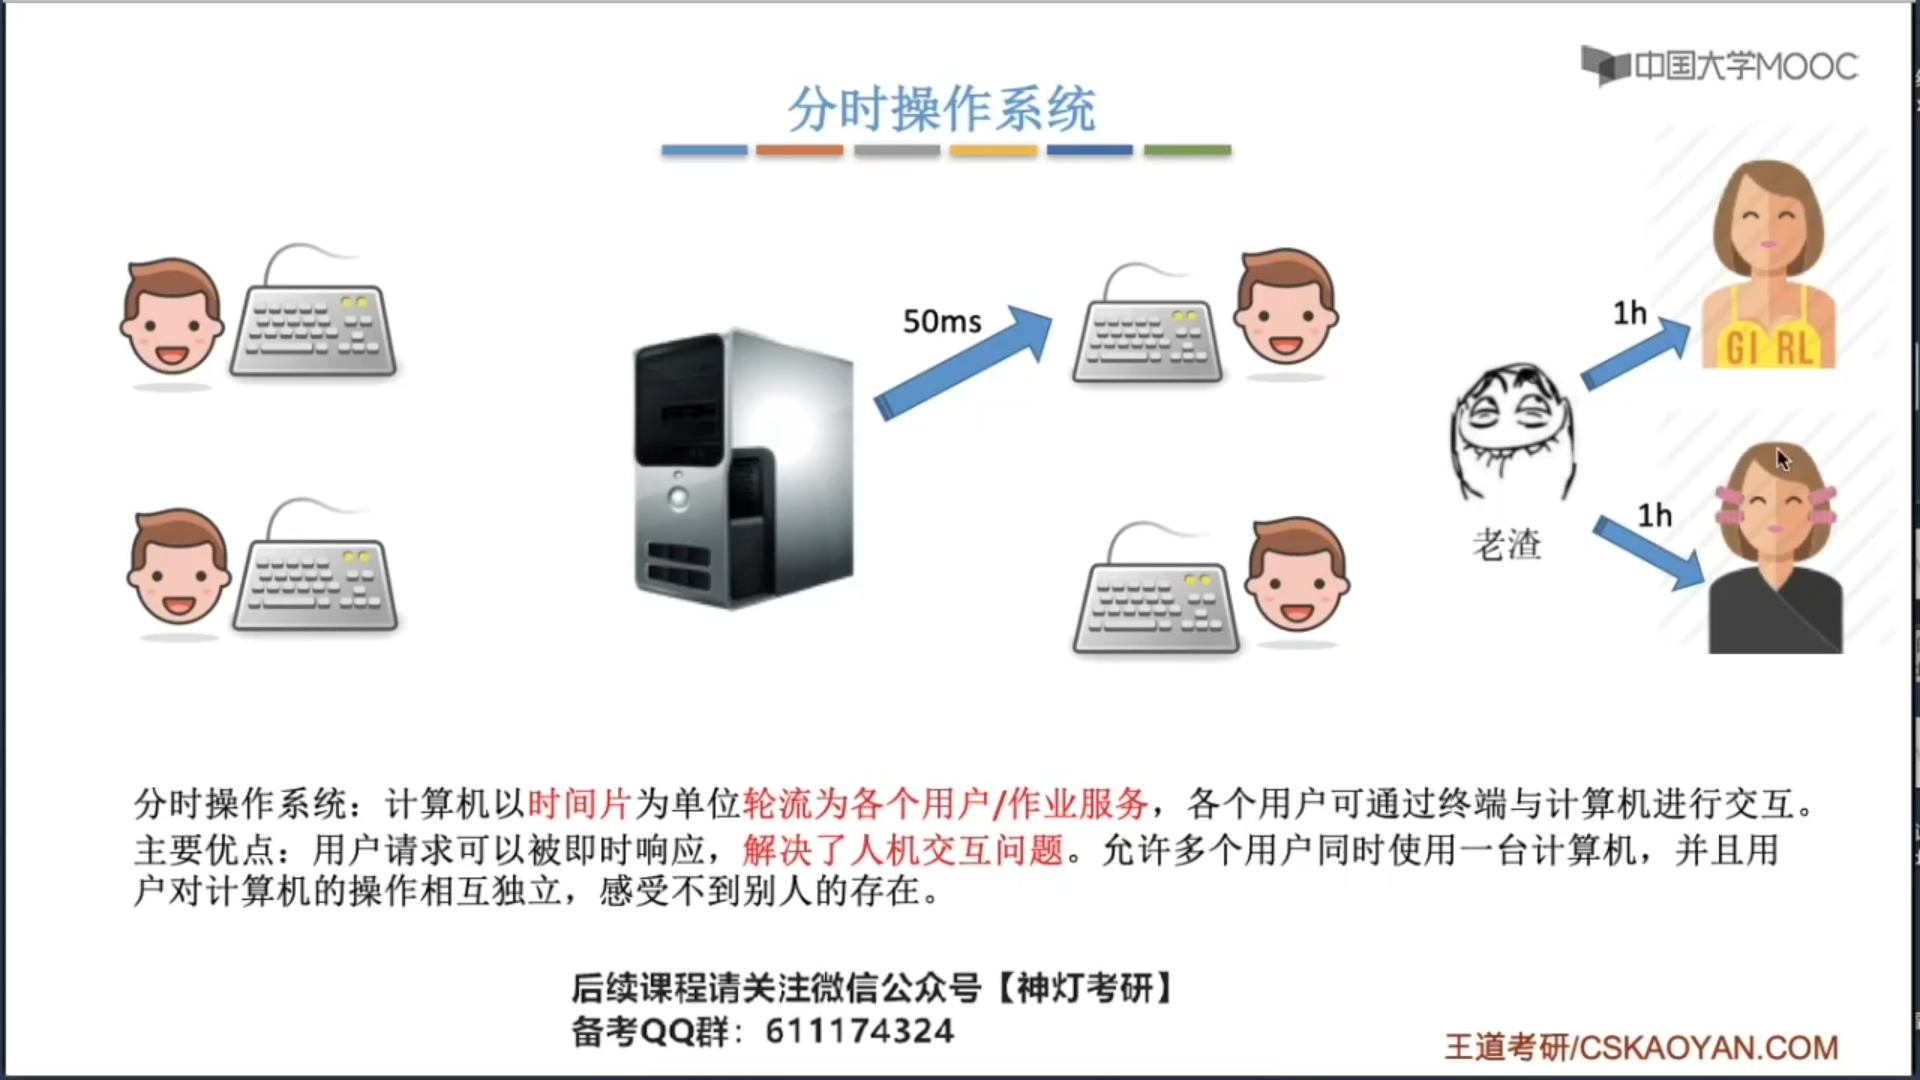 中国大学MOOC
分时操作系统
50ms
1h
GIRL
1h
老渣
分时操作系统：计算机以时间片为单位轮流为各个用户/作业服务，各个用户可通过终端与计算机进行交互。
主要优点：用户请求可以被即时响应，解决了人机交互问题。允许多个用户同时使用一台计算机，并且用
户对计算机的操作相互独立，感受不到别人的存在。
后续课程请关注微信公众号【神灯考研】
备考QQ群：611174324
王道考研/CSKAOYAN.COM